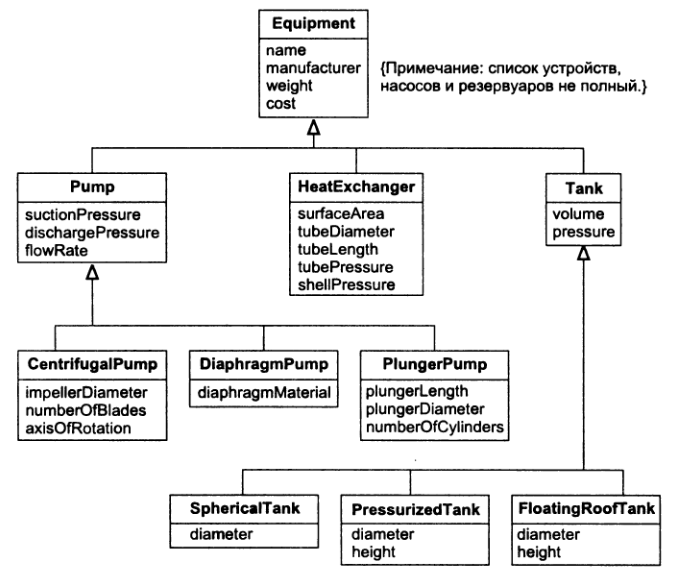 Equipment
name
manufacturer
weight
cost
{Примечание: список устройств,
насосов и резервуаров не полный.}
Pump
suctionPressure
dischargePressure
flowRate
HeatExchanger
surfaceArea
tubeDiameter
tubeLength
tubePressure
shellPressure
Tank
volume
pressure
CentrifugalPump
impellerDiameter
numberOfBlades
axisOfRotation
DiaphragmPump
diaphragmMaterial
PlungerPump
plungerLength
plungerDiameter
numberOfCylinders
SphericalTank
diameter
PressurizedTank
diameter
height
FloatingRoofTank
diameter
height